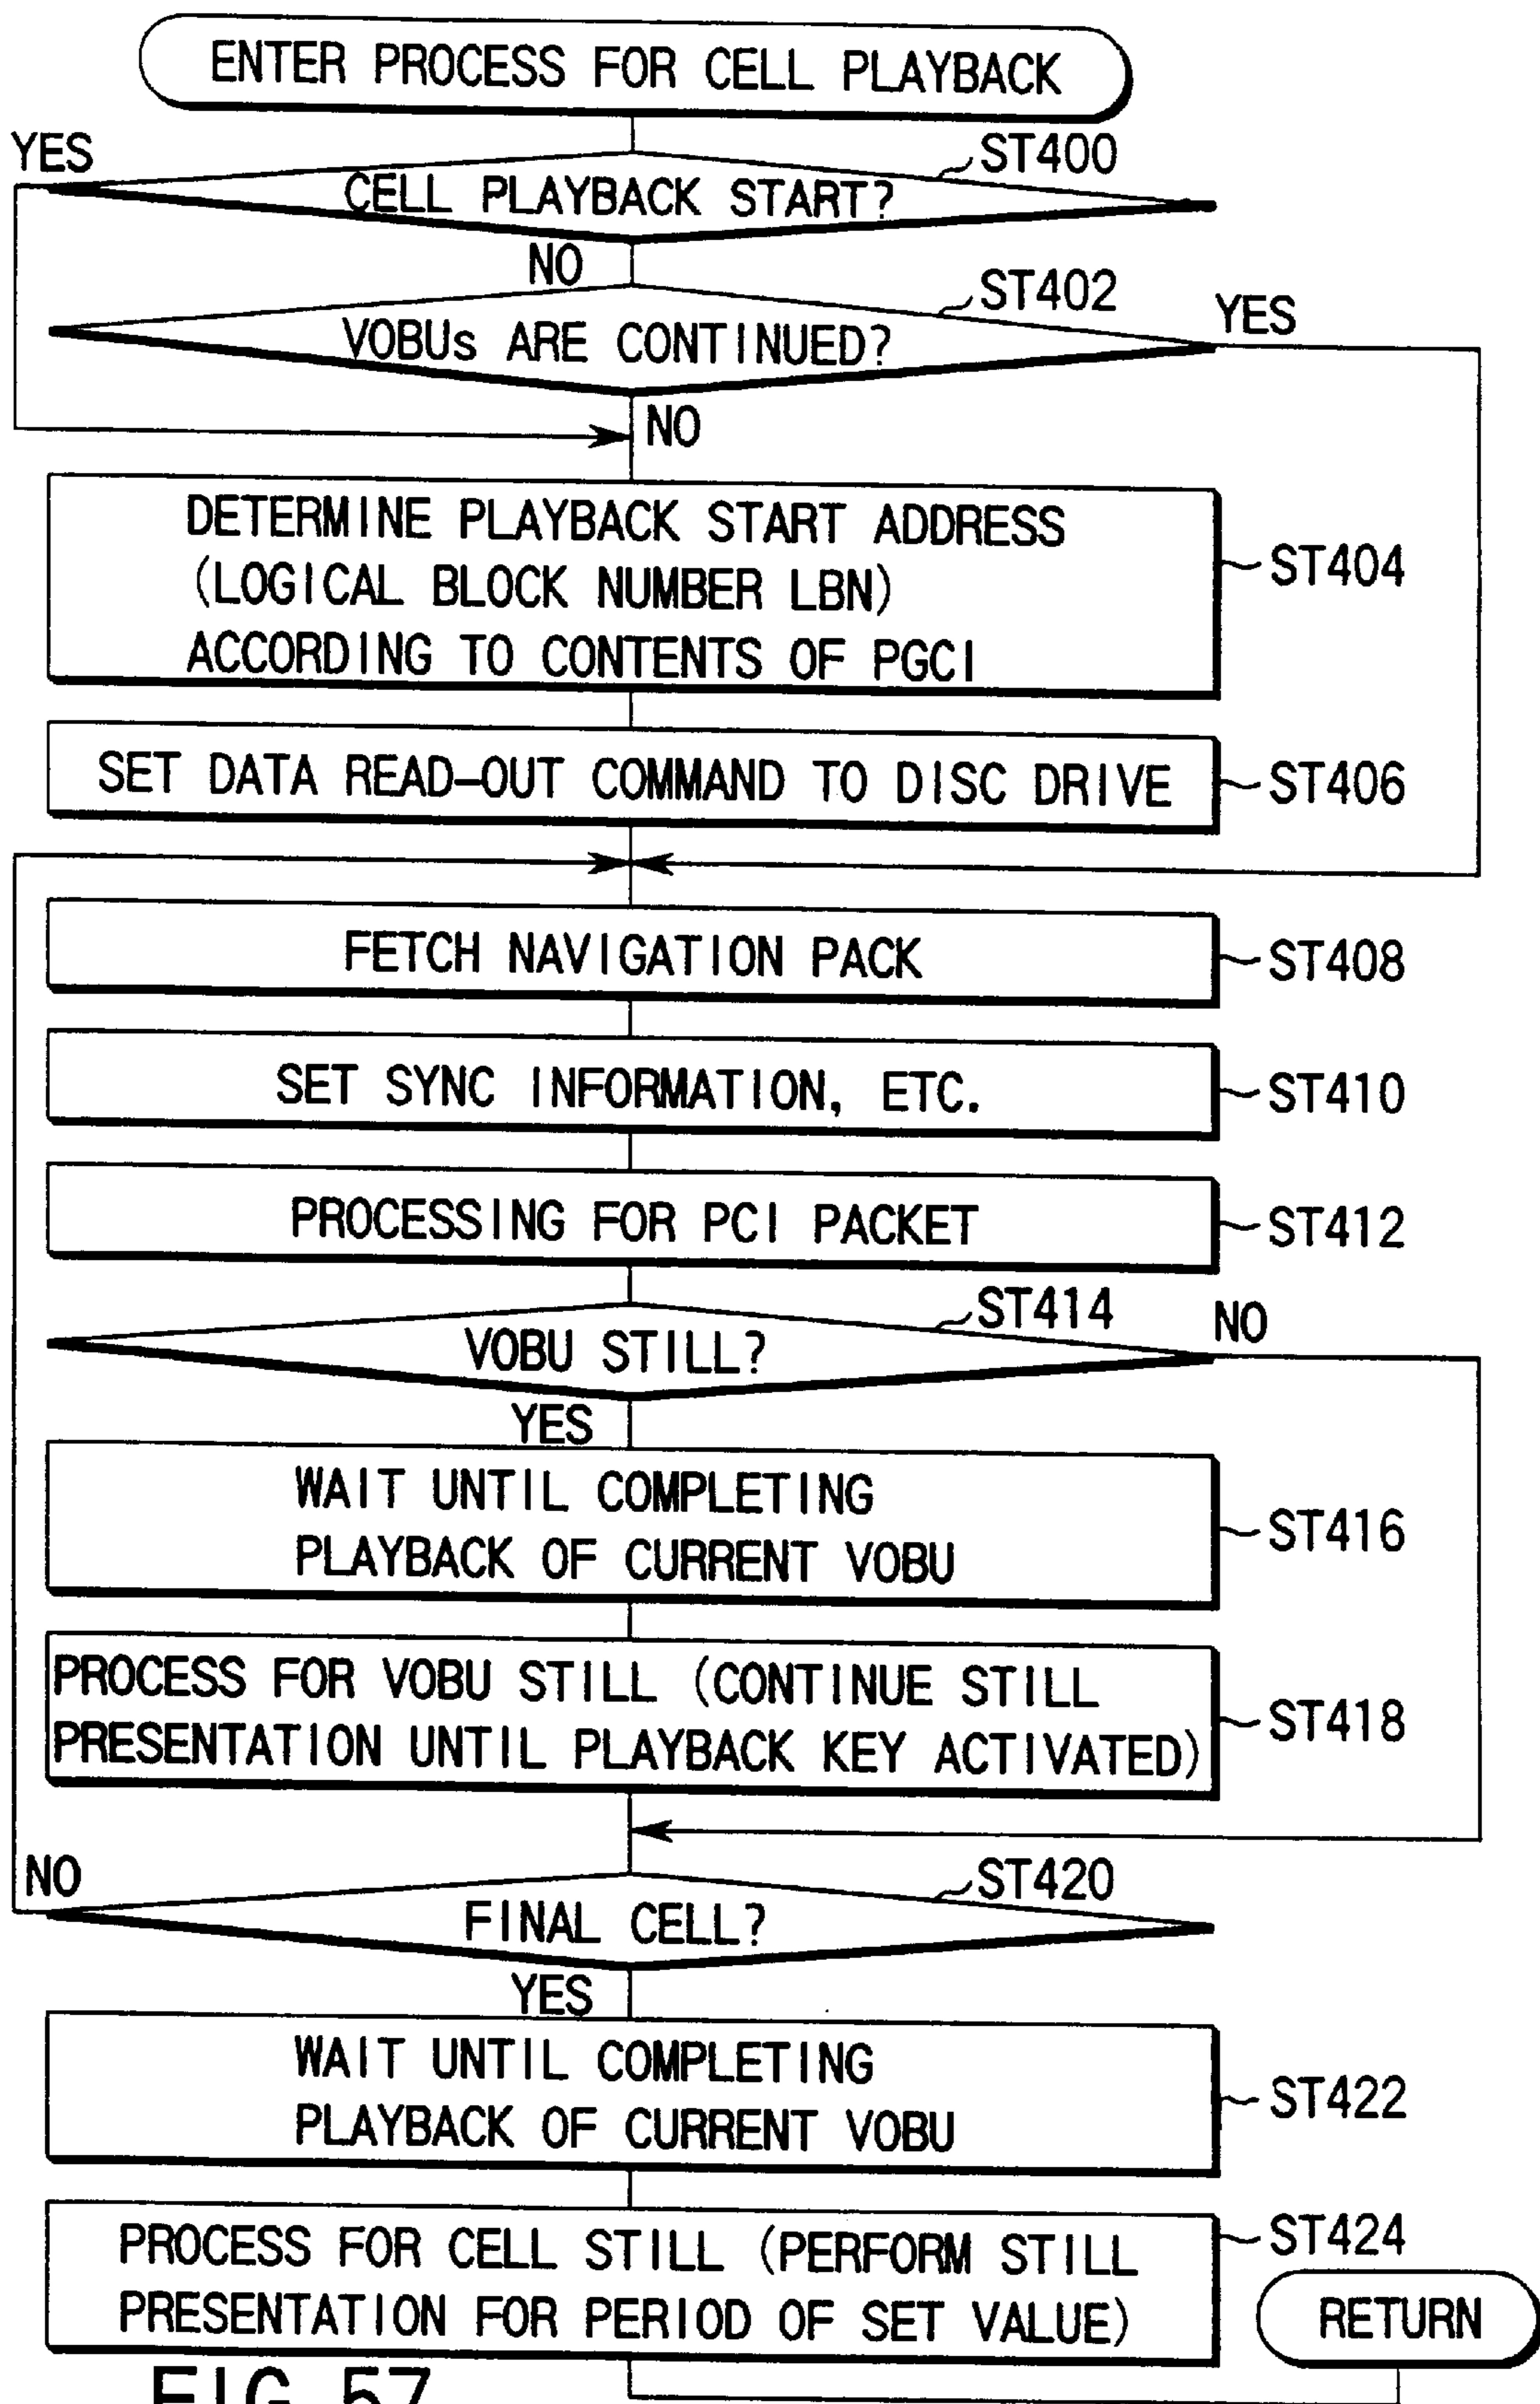 ENTER PROCESS FOR CELL PLAYBACK
ST400
YES
CELL PLAYBACK START?
NO
ST402
YES
VOBUs ARE CONTINUED?
NO
DETERMINE PLAYBACK START ADDRESS
(LOGICAL BLOCK NUMBER LBN)
ACCORDING TO CONTENTS OF PGCI
ST404
SET DATA READ-OUT COMMAND TO DISC DRIVE
ST406
FETCH NAVIGATION PACK
ST408
SET SYNC INFORMATION, ETC.
ST410
PROCESSING FOR PCI PACKET
ST412
ST414
NO
VOBU STILL?
YES
WAIT UNTIL COMPLETING
PLAYBACK OF CURRENT VOBU
ST416
PROCESS FOR VOBU STILL (CONTINUE STILL
PRESENTATION UNTIL PLAYBACK KEY ACTIVATED)
ST418
NO
ST420
FINAL CELL?
YES
WAIT UNTIL COMPLETING
PLAYBACK OF CURRENT VOBU
ST422
PROCESS FOR CELL STILL (PERFORM STILL
PRESENTATION FOR PERIOD OF SET VALUE)
ST424
RETURN
FIG. 57